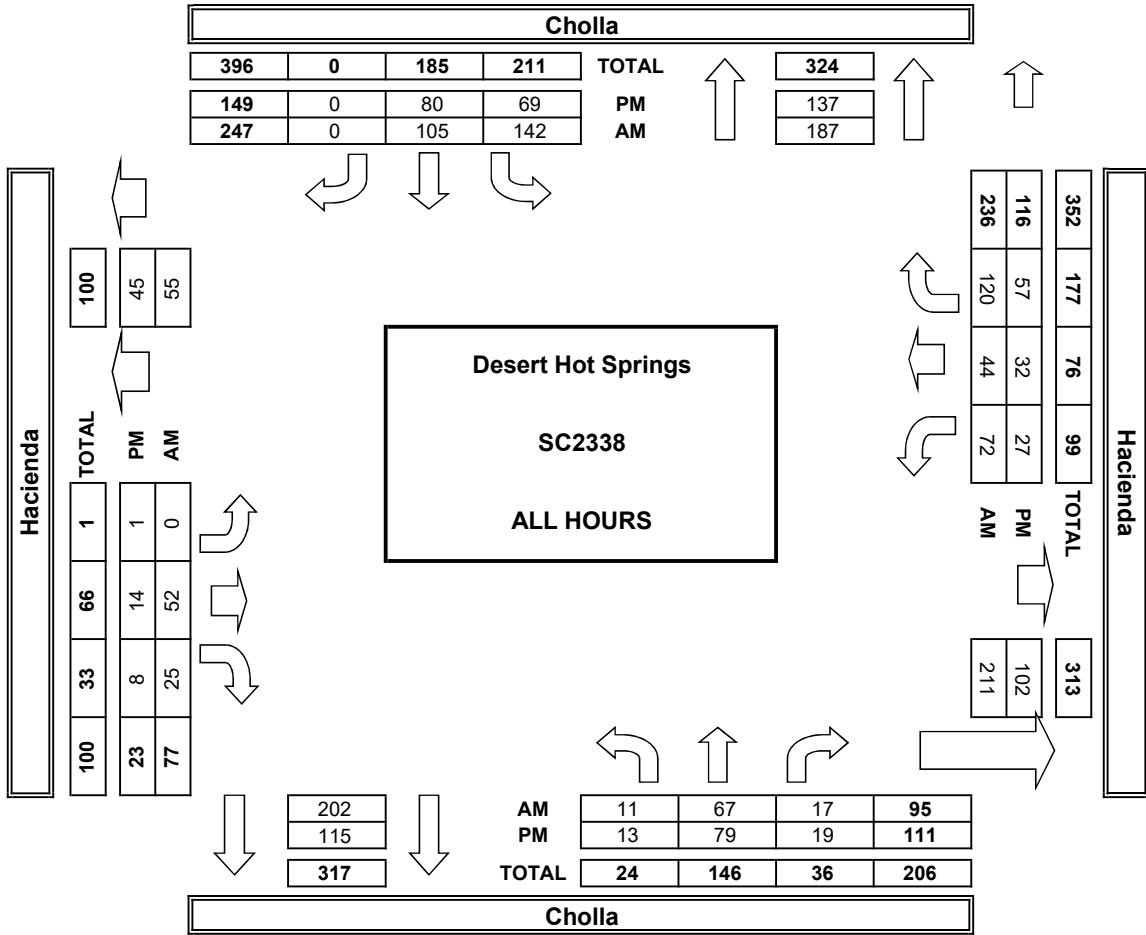 Cholla
396 0 185 211 TOTAL 324
149 0 80 69 PM 137
247 0 105 142 AM 187
Hacienda
100
45
55
TOTAL 1 66 33 100
PM 1 14 8 23
AM 0 52 25 77
Desert Hot Springs
SC2338
ALL HOURS
352 177 76 99 TOTAL
116 57 32 27 PM
236 120 44 72 AM
313
102
211
Hacienda
202 AM 11 67 17 95
115 PM 13 79 19 111
317 TOTAL 24 146 36 206
Cholla